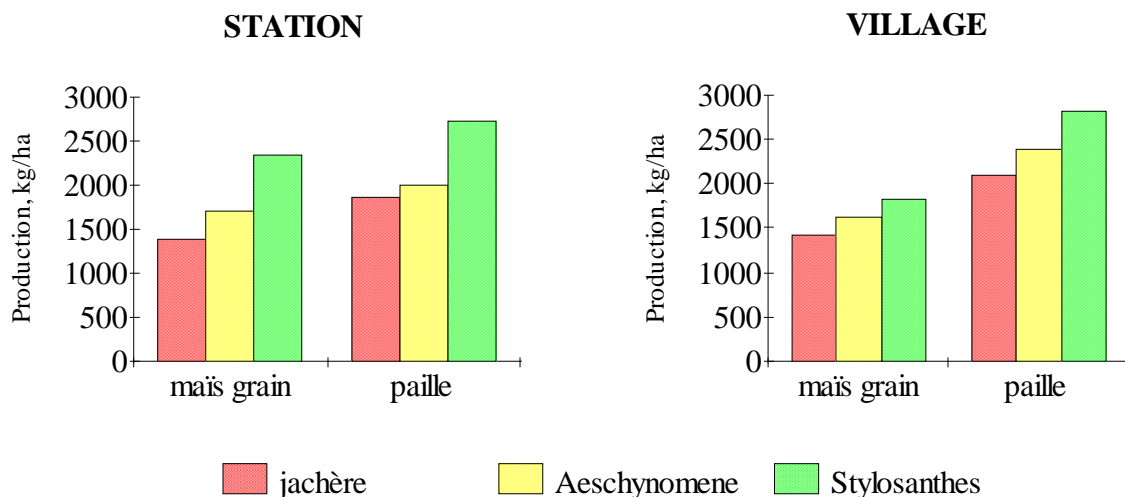 STATION
Production, kg/ha
3000
2500
2000
1500
1000
500
0
maïs grain paille
VILLAGE
Production, kg/ha
3000
2500
2000
1500
1000
500
0
maïs grain paille
jachère Aeschynomene Stylosanthes